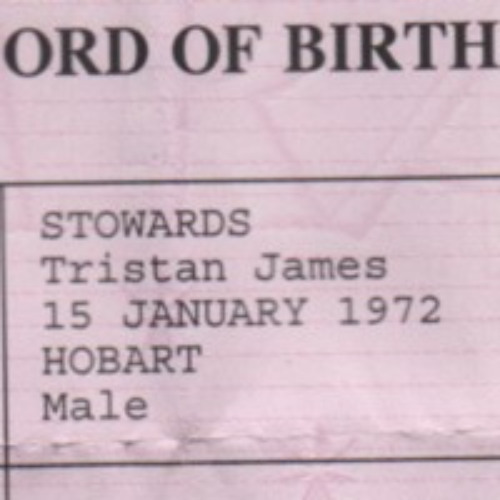 ORD OF BIRTH
STOWARDS
Tristan James
15 JANUARY 1972
HOBART
Male